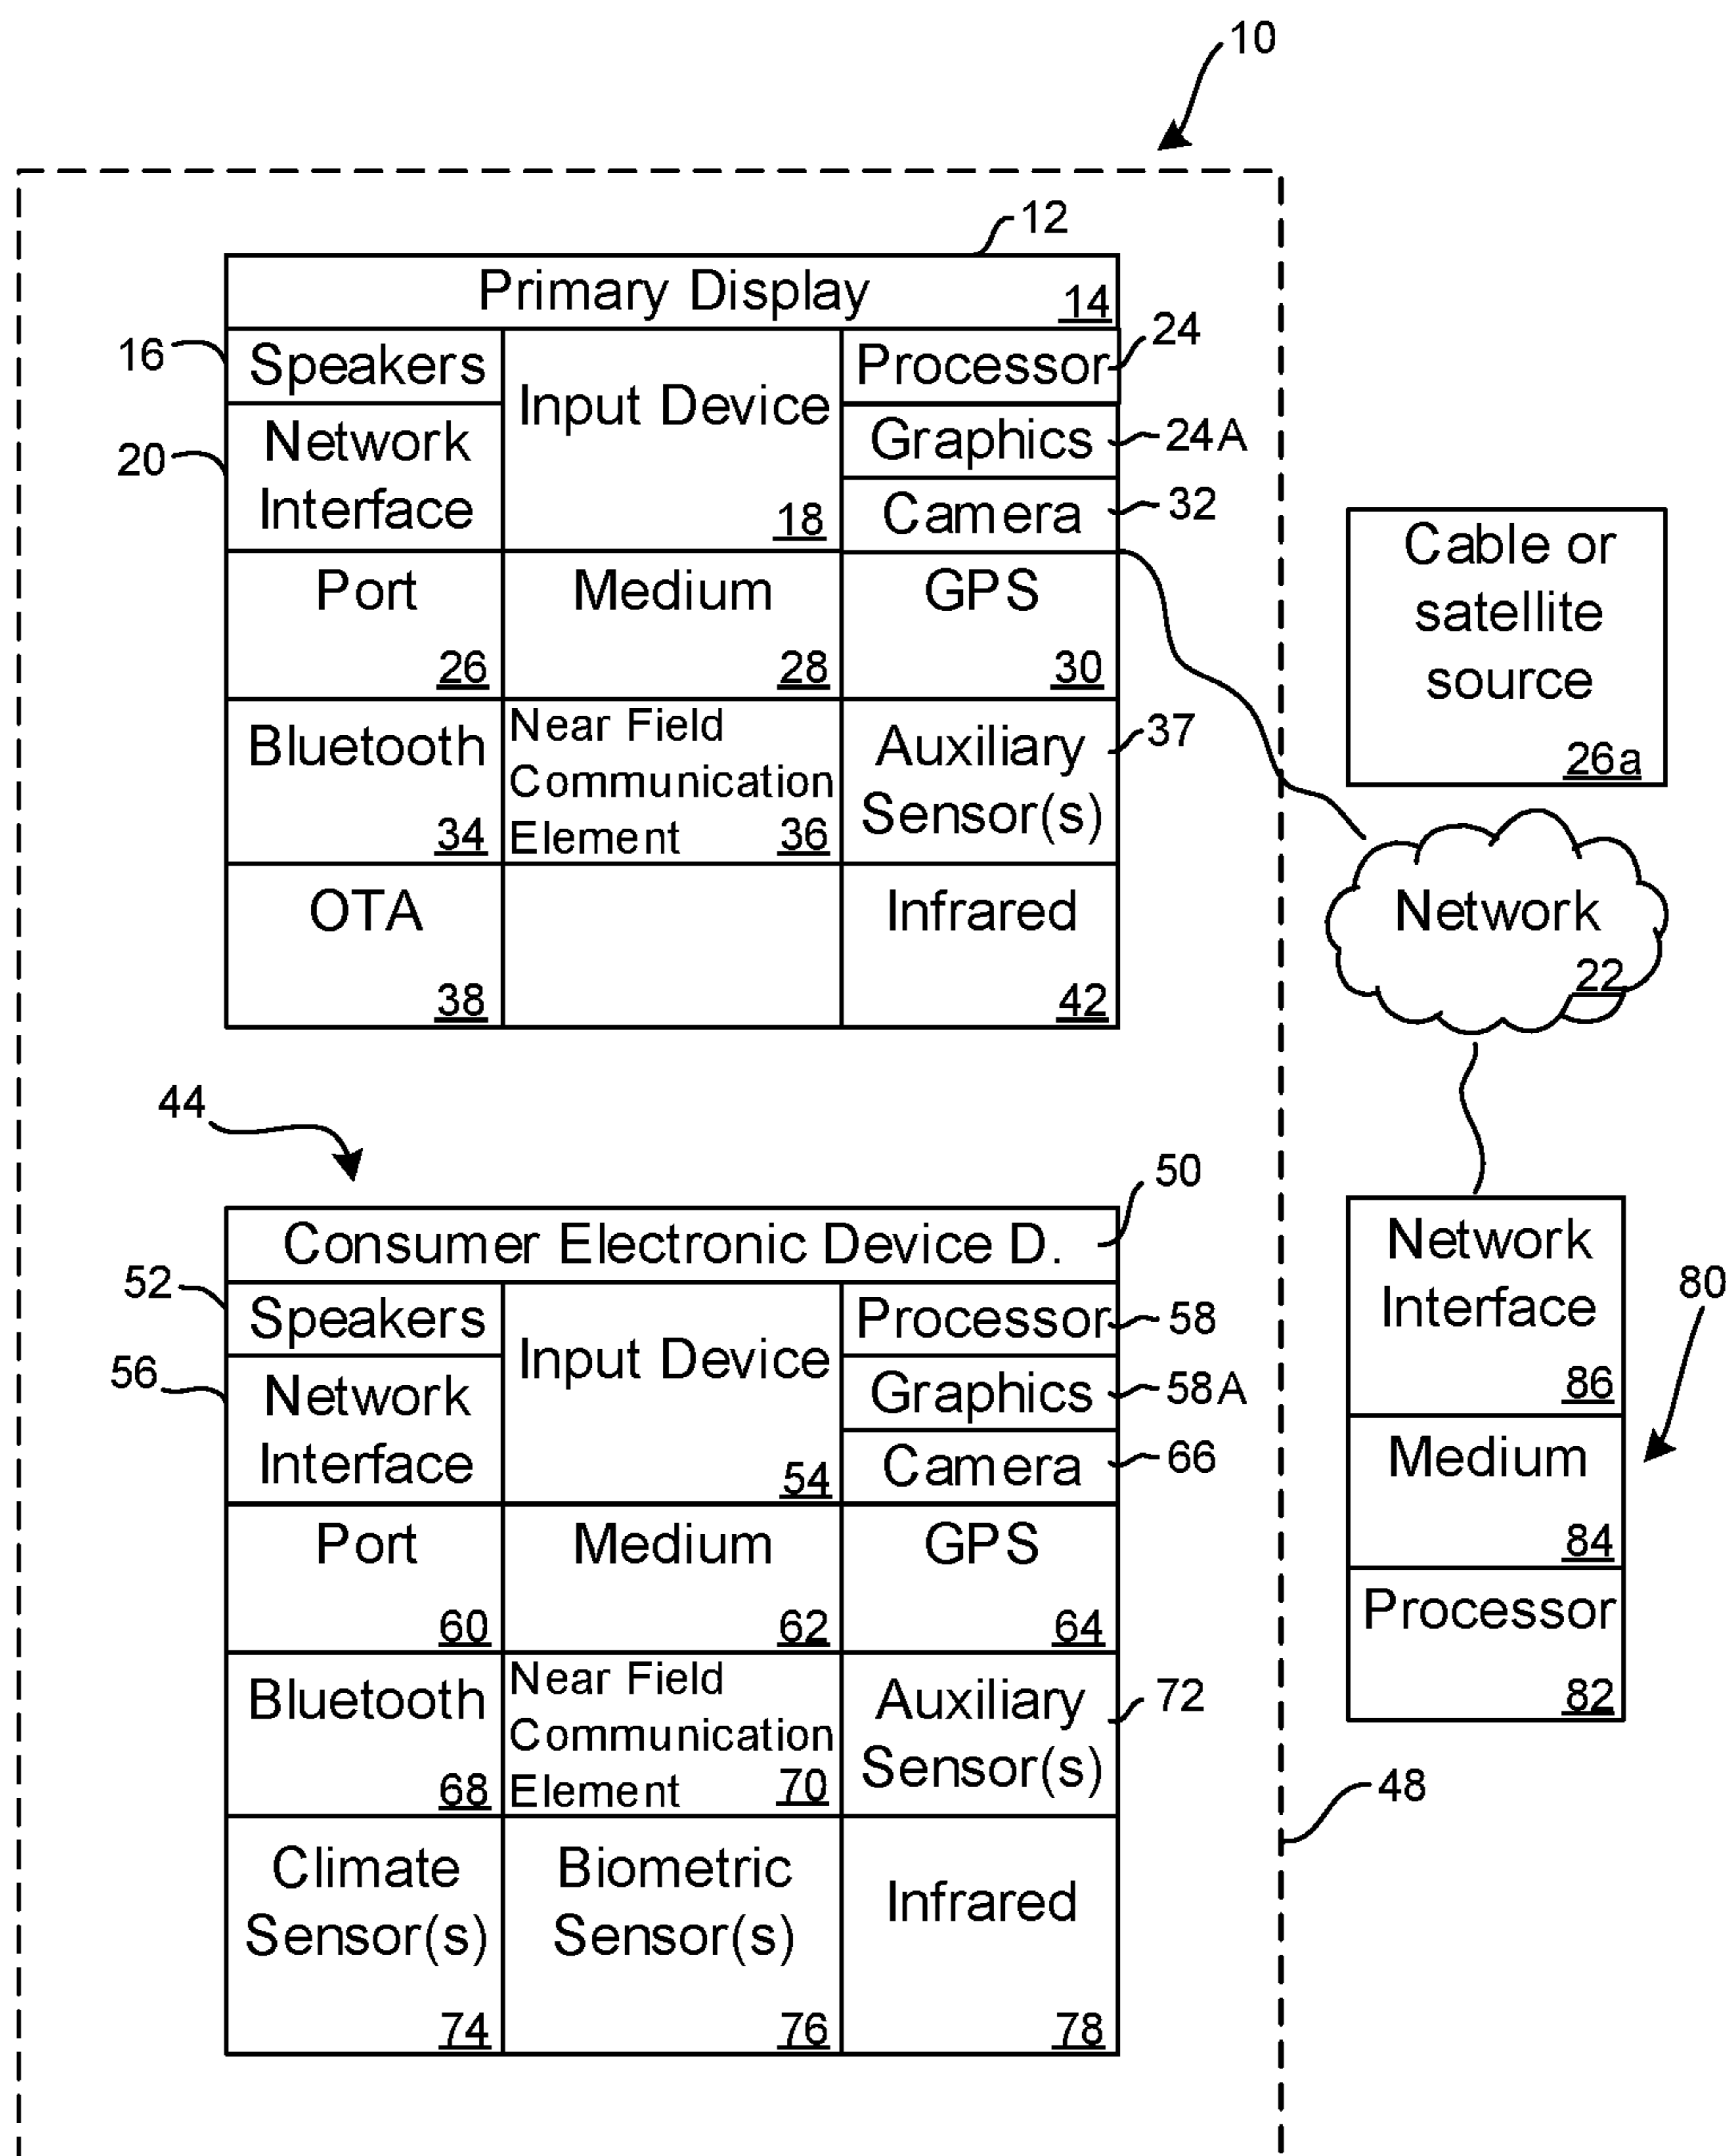 10
12
Primary Display
14
16
Speakers
Input Device
18
Processor
24
20
Network
Interface
Graphics
24A
Camera
32
Port
26
Medium
28
GPS
30
Bluetooth
34
Near Field
Communication
Element
36
Auxiliary
Sensor(s)
37
OTA
38
Infrared
42
Cable or
satellite
source
26a
Network
22
44
50
Consumer Electronic Device D.
52
Speakers
Input Device
54
Processor
58
56
Network
Interface
Graphics
58A
Camera
66
Port
60
Medium
62
GPS
64
Bluetooth
68
Near Field
Communication
Element
70
Auxiliary
Sensor(s)
72
Climate
Sensor(s)
74
Biometric
Sensor(s)
76
Infrared
78
Network
Interface
86
80
Medium
84
Processor
82
48